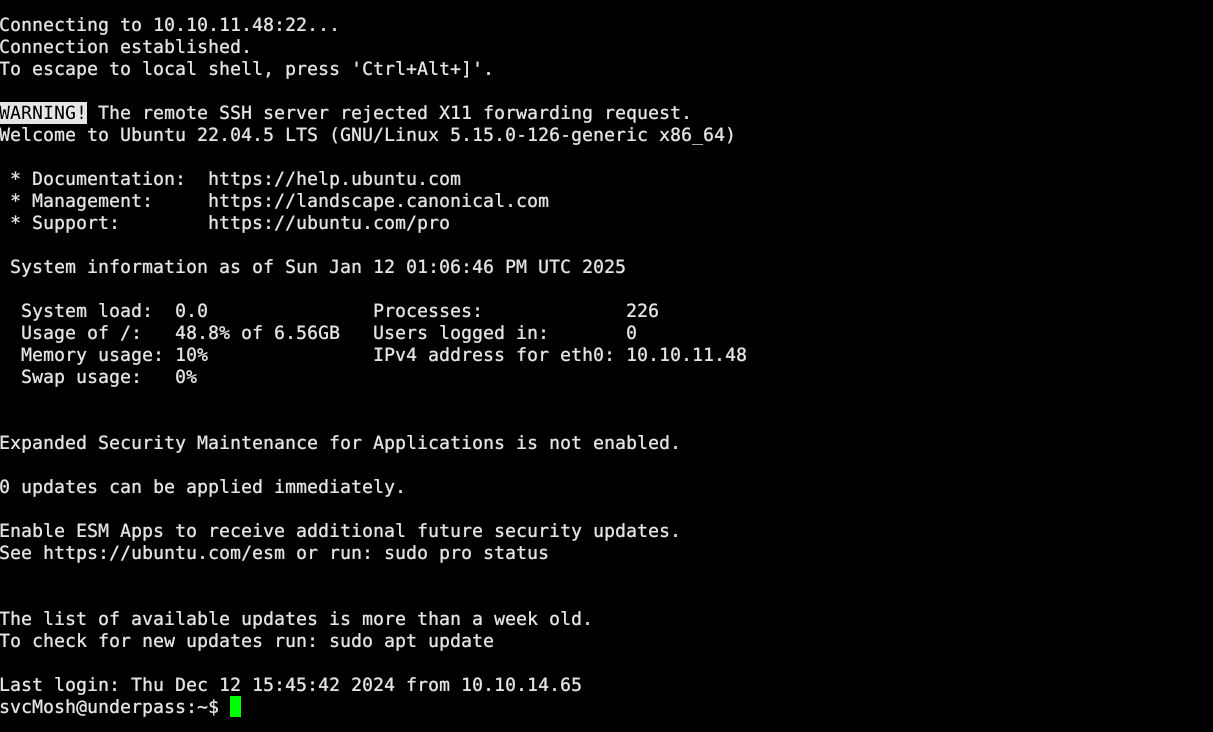 Connecting to 10.10.11.48:22...
Connection established.
To escape to local shell, press 'Ctrl+Alt+]'.
WARNING! The remote SSH server rejected X11 forwarding request.
Welcome to Ubuntu 22.04.5 LTS (GNU/Linux 5.15.0-126-generic x86_64)
* Documentation:  https://help.ubuntu.com
* Management:     https://landscape.canonical.com
* Support:        https://ubuntu.com/pro
System information as of Sun Jan 12 01:06:46 PM UTC 2025
System load:  0.0               Processes:             226
Usage of /:   48.8% of 6.56GB   Users logged in:       0
Memory usage: 10%               IPv4 address for eth0: 10.10.11.48
Swap usage:   0%
Expanded Security Maintenance for Applications is not enabled.
0 updates can be applied immediately.
Enable ESM Apps to receive additional future security updates.
See https://ubuntu.com/esm or run: sudo pro status
The list of available updates is more than a week old.
To check for new updates run: sudo apt update
Last login: Thu Dec 12 15:45:42 2024 from 10.10.14.65
svcMosh@underpass:~$